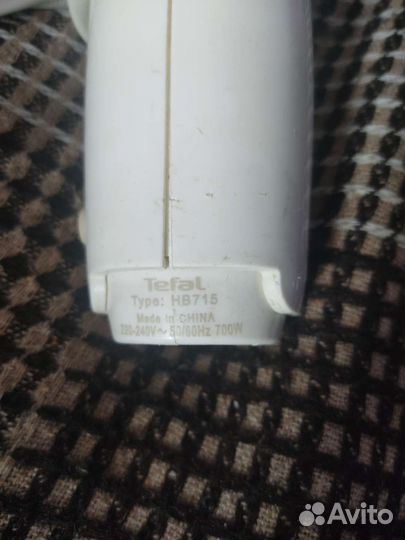 Tefal
Type: HB715
Made in CHINA
220-240V~ 50/60Hz 700W
Avito